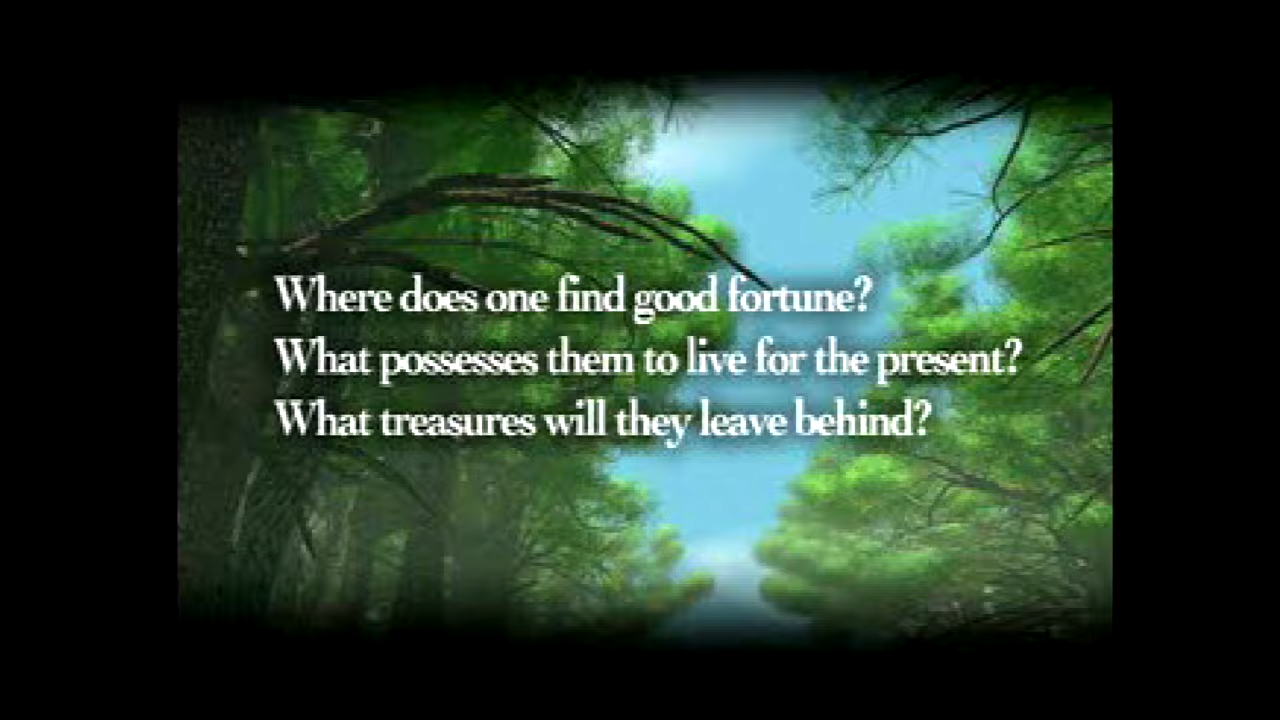 Where does one find good fortune?
What possesses them to live for the present?
What treasures will they leave behind?